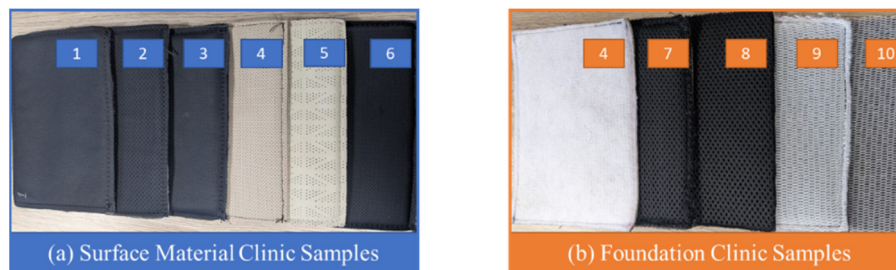 1 2 3 4 5 6
(a) Surface Material Clinic Samples
4 7 8 9 10
(b) Foundation Clinic Samples